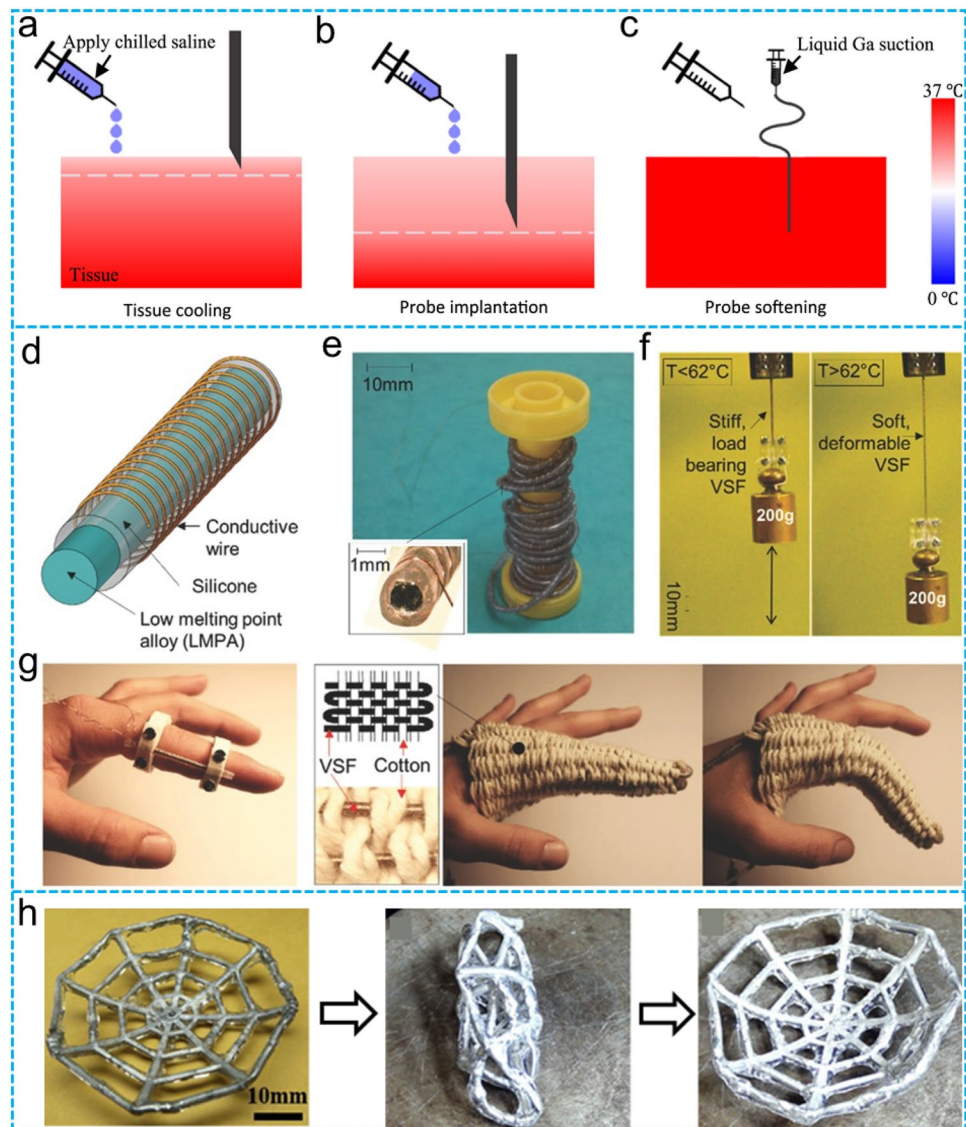 a
Apply chilled saline
Tissue
Tissue cooling
b
Probe implantation
c
Liquid Ga suction
Probe softening
37 ℃
0 ℃
d
Conductive
wire
Silicone
Low melting point
alloy (LMPA)
e
10mm
1mm
f
T<62°C
Stiff,
load
bearing
VSF
200g
10mm
T>62°C
Soft,
deformable
VSF
200g
g
VSF
Cotton
h
10mm